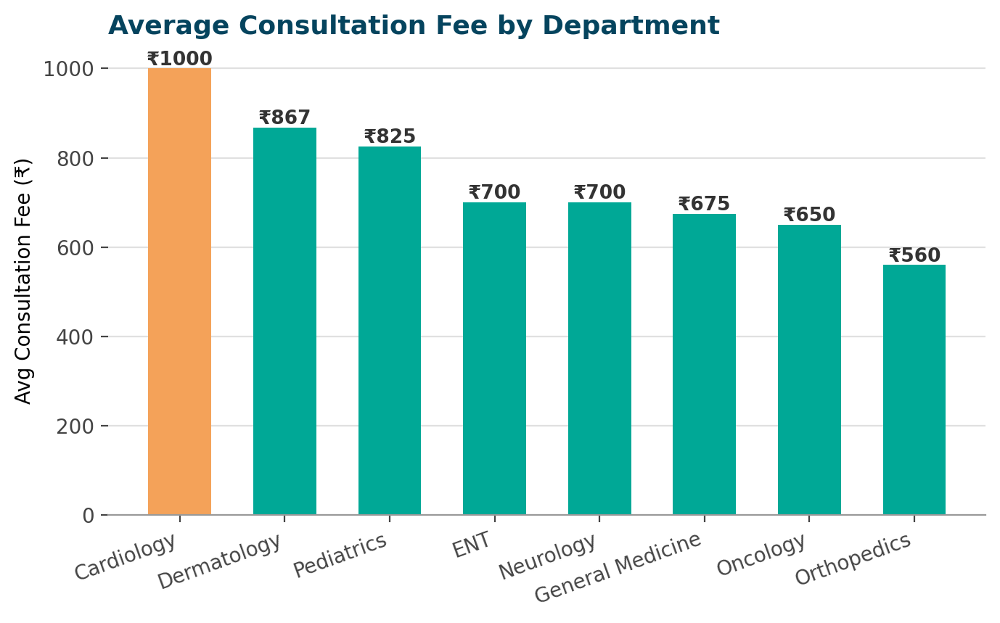 Average Consultation Fee by Department
Avg Consultation Fee (₹)
1000
800
600
400
200
0
₹1000
₹867
₹825
₹700
₹700
₹675
₹650
₹560
Cardiology
Dermatology
Pediatrics
ENT
Neurology
General Medicine
Oncology
Orthopedics